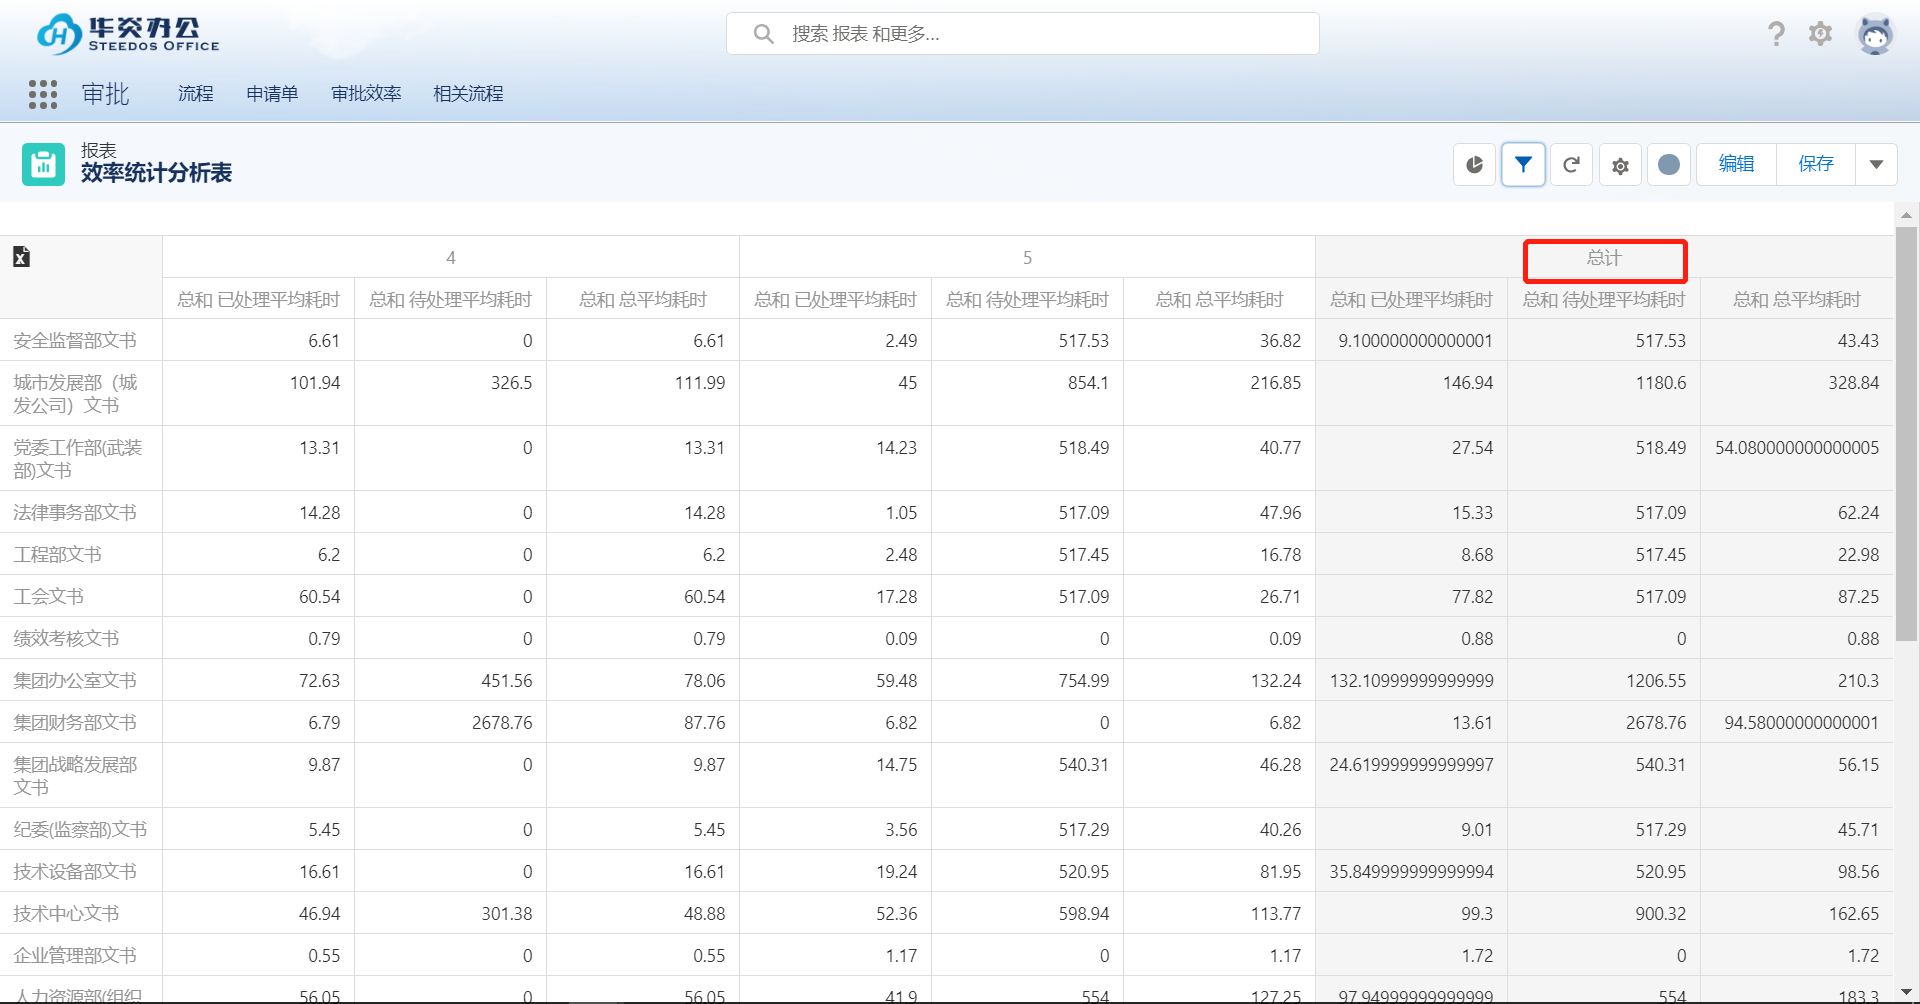 华炎办公
STEEDOS OFFICE
搜索 报表 和更多...
审批 流程 申请单 审批效率 相关流程
报表
效率统计分析表
编辑 保存
4 5 总计
总和 已处理平均耗时 总和 待处理平均耗时 总和 总平均耗时 总和 已处理平均耗时 总和 待处理平均耗时 总和 总平均耗时 总和 已处理平均耗时 总和 待处理平均耗时 总和 总平均耗时
安全监督部文书 6.61 0 6.61 2.49 517.53 36.82 9.100000000000001 517.53 43.43
城市发展部（城
发公司）文书 101.94 326.5 111.99 45 854.1 216.85 146.94 1180.6 328.84
党委工作部(武装
部)文书 13.31 0 13.31 14.23 518.49 40.77 27.54 518.49 54.080000000000005
法律事务部文书 14.28 0 14.28 1.05 517.09 47.96 15.33 517.09 62.24
工程部文书 6.2 0 6.2 2.48 517.45 16.78 8.68 517.45 22.98
工会文书 60.54 0 60.54 17.28 517.09 26.71 77.82 517.09 87.25
绩效考核文书 0.79 0 0.79 0.09 0 0.09 0.88 0 0.88
集团办公室文书 72.63 451.56 78.06 59.48 754.99 132.24 132.10999999999999 1206.55 210.3
集团财务部文书 6.79 2678.76 87.76 6.82 0 6.82 13.61 2678.76 94.58000000000001
集团战略发展部
文书 9.87 0 9.87 14.75 540.31 46.28 24.619999999999997 540.31 56.15
纪委(监察部)文书 5.45 0 5.45 3.56 517.29 40.26 9.01 517.29 45.71
技术设备部文书 16.61 0 16.61 19.24 520.95 81.95 35.849999999999994 520.95 98.56
技术中心文书 46.94 301.38 48.88 52.36 598.94 113.77 99.3 900.32 162.65
企业管理部文书 0.55 0 0.55 1.17 0 1.17 1.72 0 1.72
人力资源部(组织 56.05 0 56.05 41.9 554 127.25 97.94999999999999 554 183.3